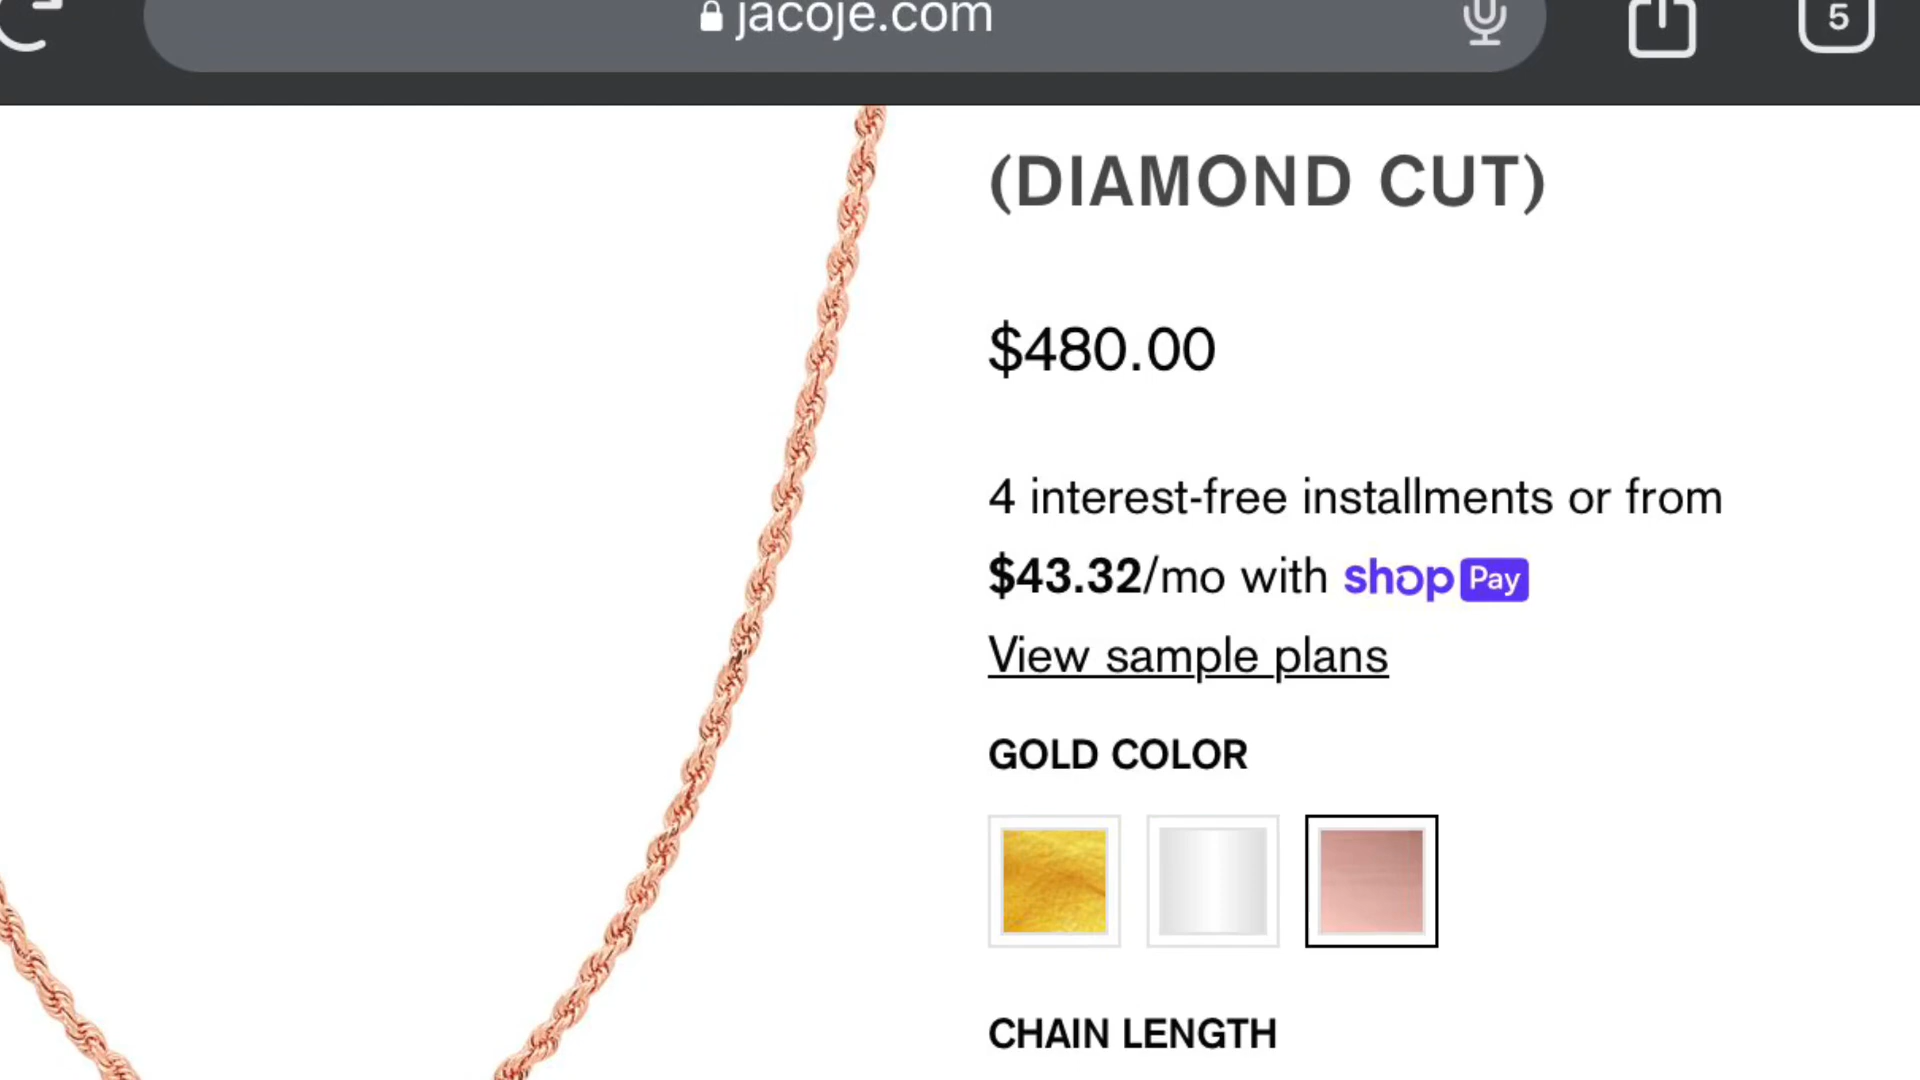 jacoje.com
5
(DIAMOND CUT)
$480.00
4 interest-free installments or from
$43.32/mo with shop Pay
View sample plans
GOLD COLOR
CHAIN LENGTH